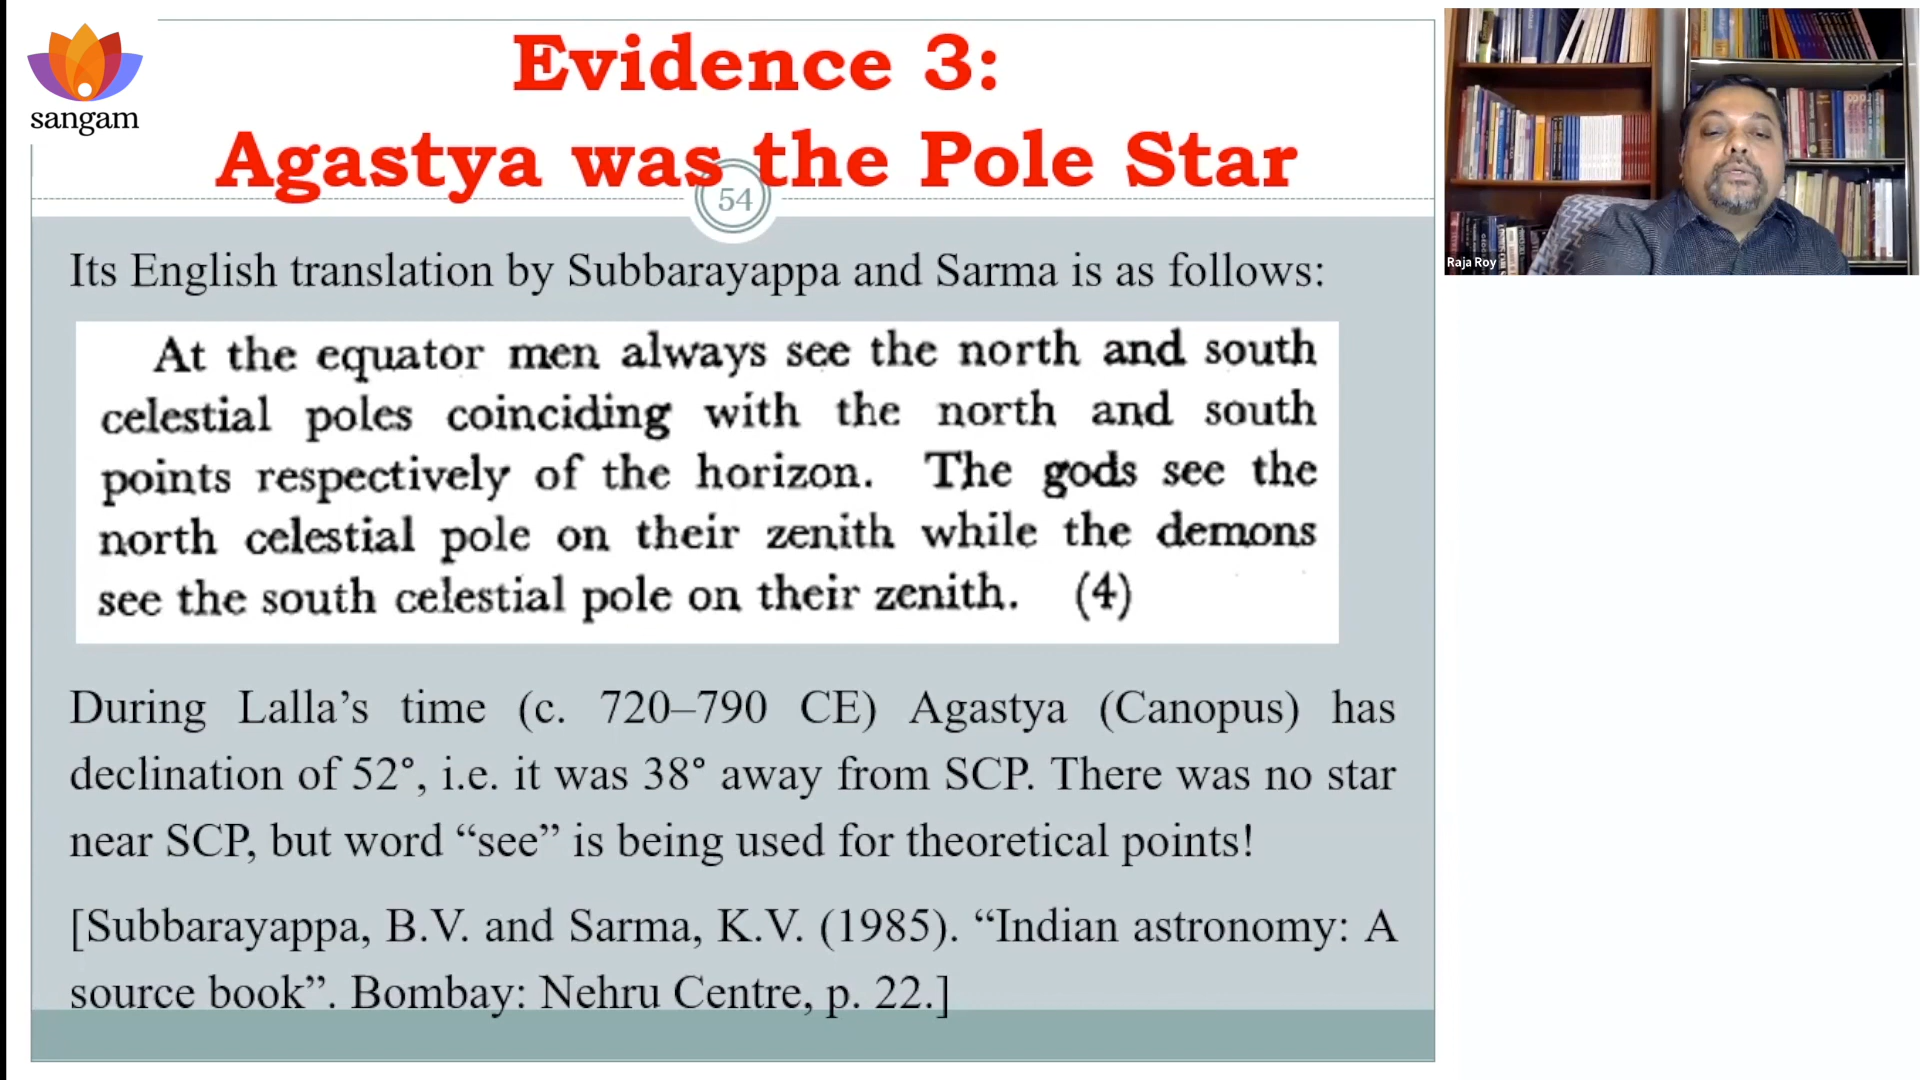 sangam
Evidence 3:
Agastya was the Pole Star
54
Its English translation by Subbarayappa and Sarma is as follows:
At the equator men always see the north and south
celestial poles coinciding with the north and south
points respectively of the horizon. The gods see the
north celestial pole on their zenith while the demons
see the south celestial pole on their zenith. (4)
During Lalla’s time (c. 720–790 CE) Agastya (Canopus) has
declination of 52°, i.e. it was 38° away from SCP. There was no star
near SCP, but word “see” is being used for theoretical points!
[Subbarayappa, B.V. and Sarma, K.V. (1985). “Indian astronomy: A
source book”. Bombay: Nehru Centre, p. 22.]
Raja Roy